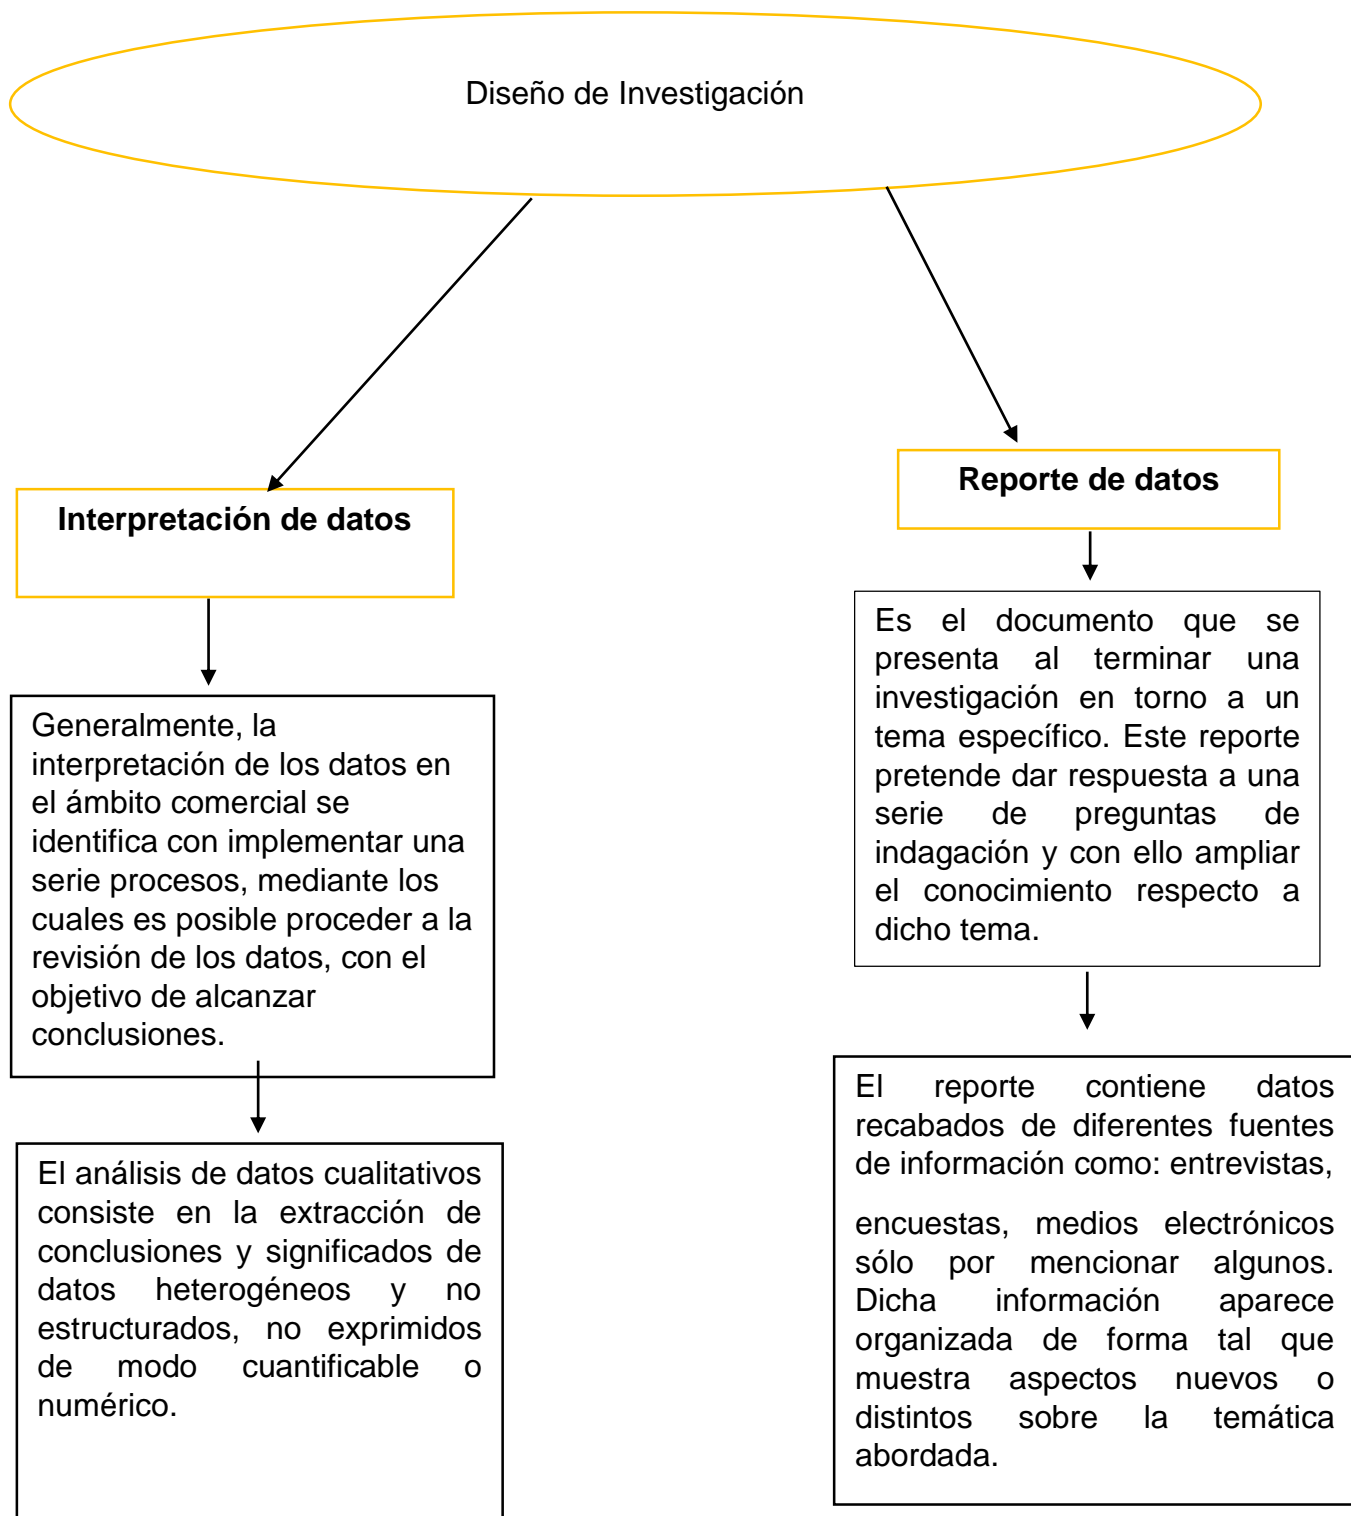 Diseño de Investigación
Interpretación de datos
Generalmente, la
interpretación de los datos en
el ámbito comercial se
identifica con implementar una
serie procesos, mediante los
cuales es posible proceder a la
revisión de los datos, con el
objetivo de alcanzar
conclusiones.
El análisis de datos cualitativos
consiste en la extracción de
conclusiones y significados de
datos heterogéneos y no
estructurados, no exprimidos
de modo cuantificable o
numérico.
Reporte de datos
Es el documento que se
presenta al terminar una
investigación en torno a un
tema específico. Este reporte
pretende dar respuesta a una
serie de preguntas de
indagación y con ello ampliar
el conocimiento respecto a
dicho tema.
El reporte contiene datos
recabados de diferentes fuentes
de información como: entrevistas,
encuestas, medios electrónicos
sólo por mencionar algunos.
Dicha información aparece
organizada de forma tal que
muestra aspectos nuevos o
distintos sobre la temática
abordada.